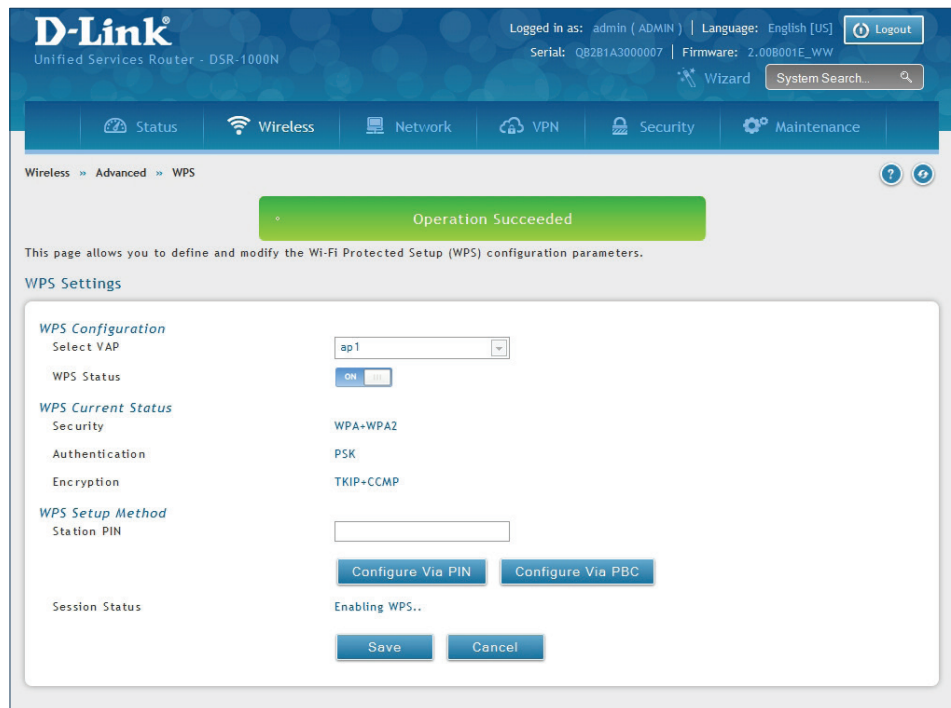 D-Link®
Unified Services Router - DSR-1000N
Logged in as: admin ( ADMIN ) | Language: English [US]
Logout
Serial: QB2B1A3000007 | Firmware: 2.00B001E_WW
Wizard
System Search...
Status
Wireless
Network
VPN
Security
Maintenance
Wireless » Advanced » WPS
?
Operation Succeeded
This page allows you to define and modify the Wi-Fi Protected Setup (WPS) configuration parameters.
WPS Settings
WPS Configuration
Select VAP ap1
WPS Status ON
WPS Current Status
Security WPA+WPA2
Authentication PSK
Encryption TKIP+CCMP
WPS Setup Method
Station PIN
Configure Via PIN Configure Via PBC
Session Status Enabling WPS..
Save Cancel